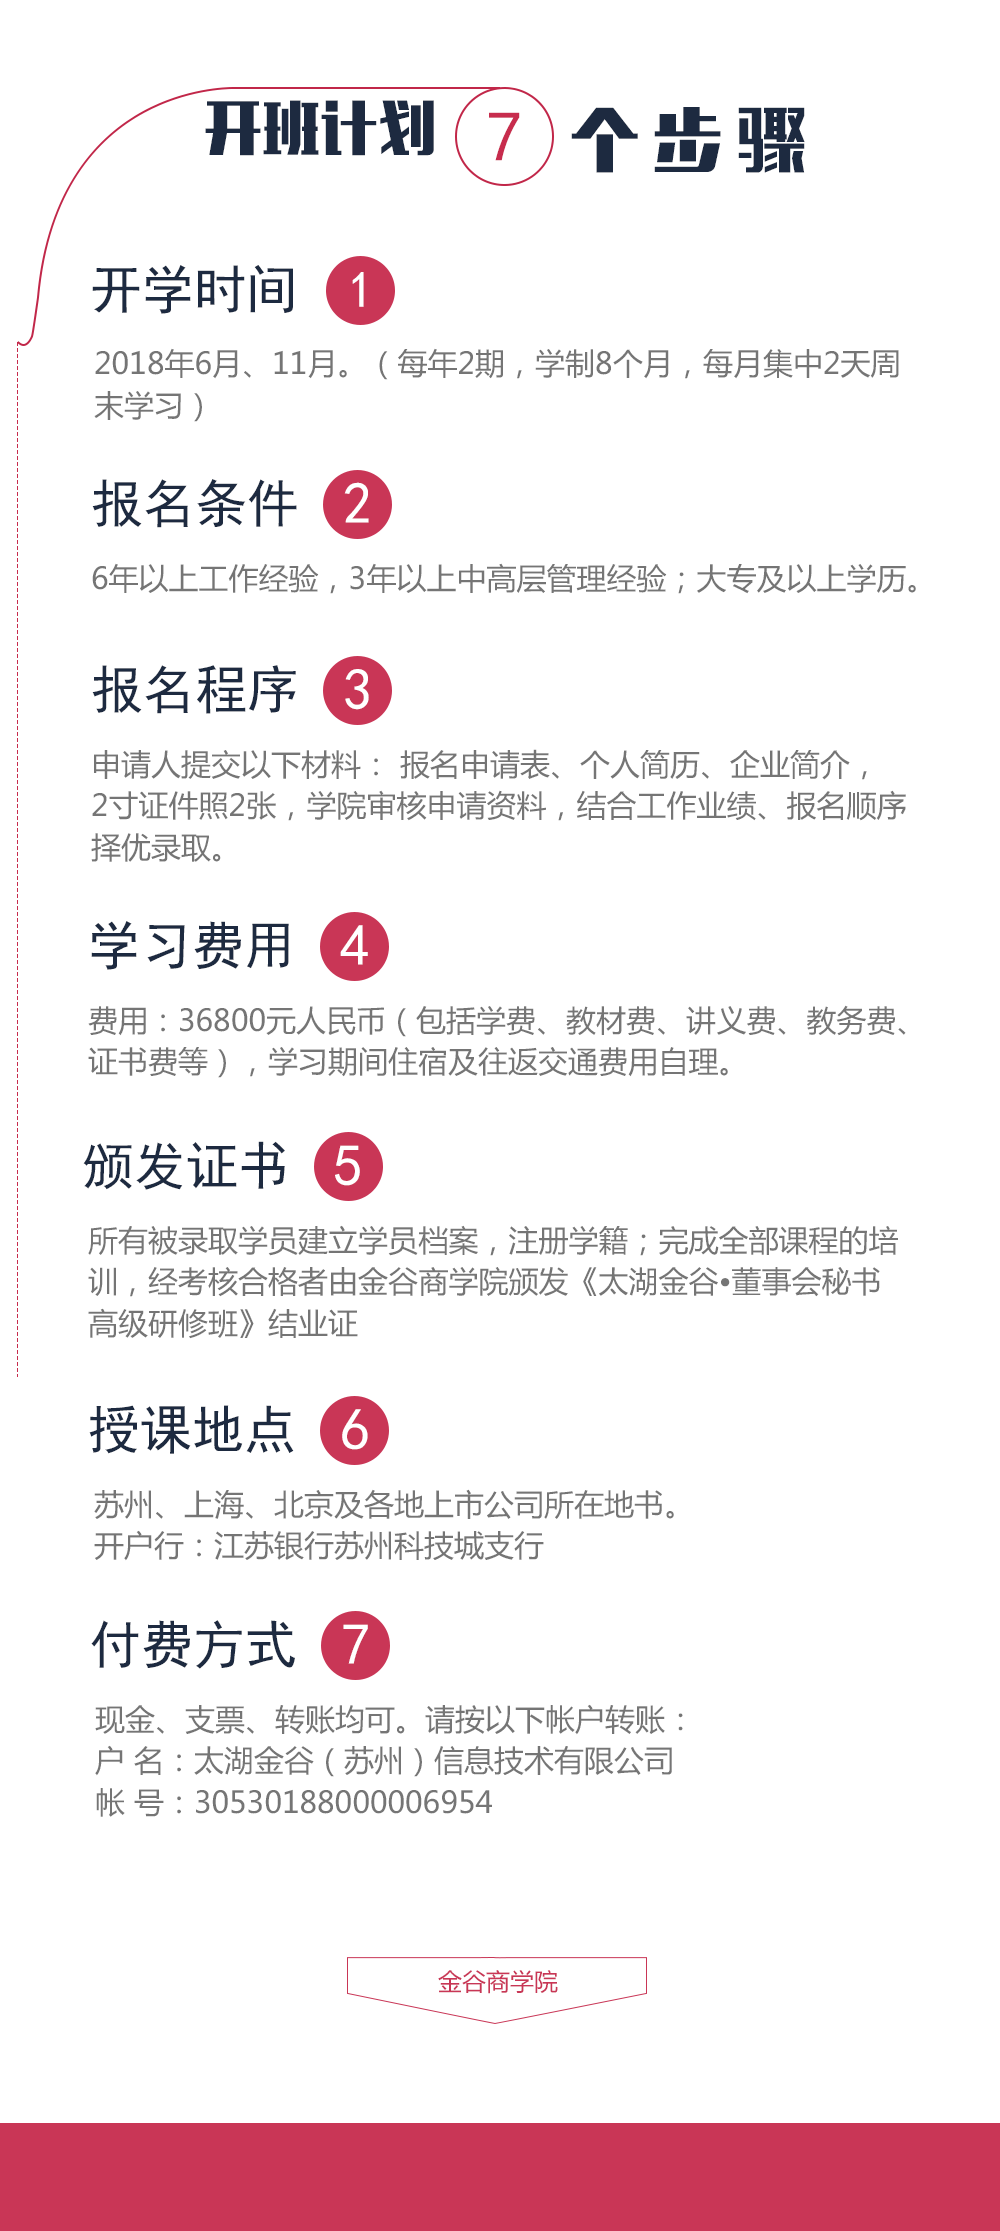 开班计划 7 个步骤
开学时间 1
2018年6月、11月。（每年2期，学制8个月，每月集中2天周
末学习）
报名条件 2
6年以上工作经验，3年以上中高层管理经验；大专及以上学历。
报名程序 3
申请人提交以下材料： 报名申请表、个人简历、企业简介，
2寸证件照2张，学院审核申请资料，结合工作业绩、报名顺序
择优录取。
学习费用 4
费用：36800元人民币（包括学费、教材费、讲义费、教务费、
证书费等），学习期间住宿及往返交通费用自理。
颁发证书 5
所有被录取学员建立学员档案，注册学籍；完成全部课程的培
训，经考核合格者由金谷商学院颁发《太湖金谷•董事会秘书
高级研修班》结业证
授课地点 6
苏州、上海、北京及各地上市公司所在地书。
开户行：江苏银行苏州科技城支行
付费方式 7
现金、支票、转账均可。请按以下帐户转账：
户 名：太湖金谷（苏州）信息技术有限公司
帐 号：30530188000006954
金谷商学院